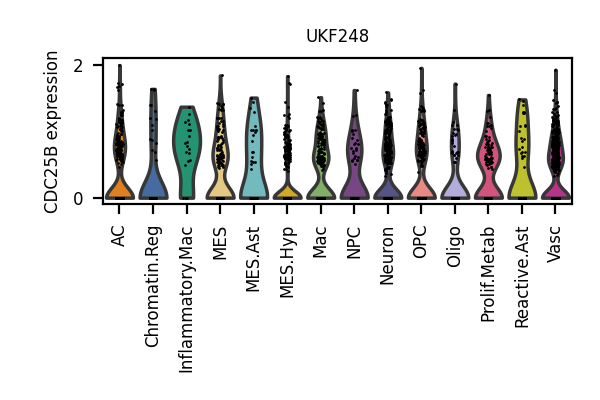 UKF248
CDC25B expression
2
0
AC
Chromatin.Reg
Inflammatory.Mac
MES
MES.Ast
MES.Hyp
Mac
NPC
Neuron
OPC
Oligo
Prolif.Metab
Reactive.Ast
Vasc